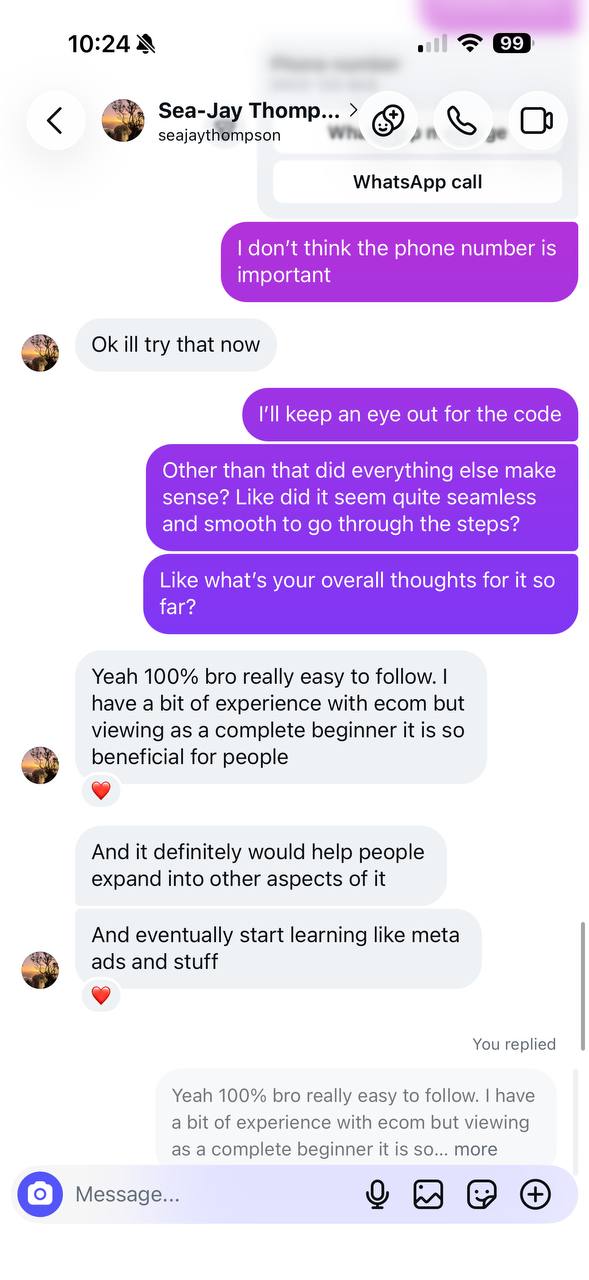 10:24
99
Phone number
Sea-Jay Thomp...
seajaythompson
WhatsApp call
I don't think the phone number is
important
Ok ill try that now
I'll keep an eye out for the code
Other than that did everything else make
sense? Like did it seem quite seamless
and smooth to go through the steps?
Like what's your overall thoughts for it so
far?
Yeah 100% bro really easy to follow. I
have a bit of experience with ecom but
viewing as a complete beginner it is so
beneficial for people
And it definitely would help people
expand into other aspects of it
And eventually start learning like meta
ads and stuff
You replied
Yeah 100% bro really easy to follow. I have
a bit of experience with ecom but viewing
as a complete beginner it is so... more
Message...